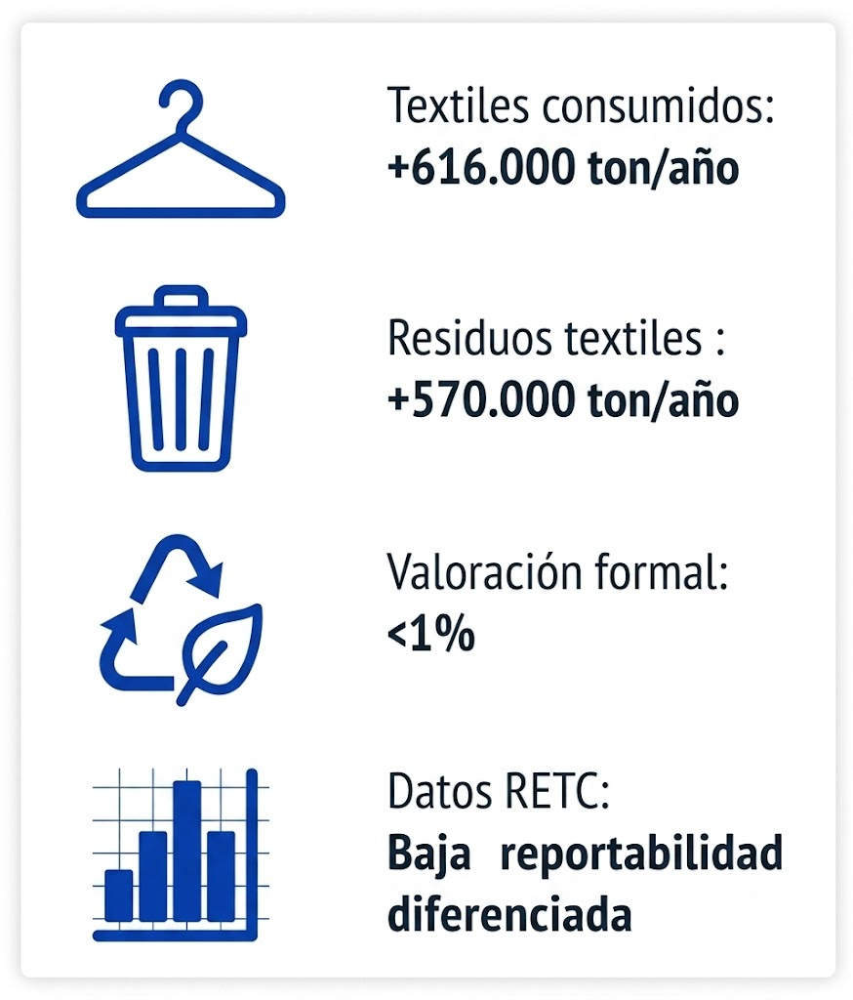 Textiles consumidos:
+616.000 ton/año
Residuos textiles :
+570.000 ton/año
Valoración formal:
<1%
Datos RETC:
Baja reportabilidad
diferenciada